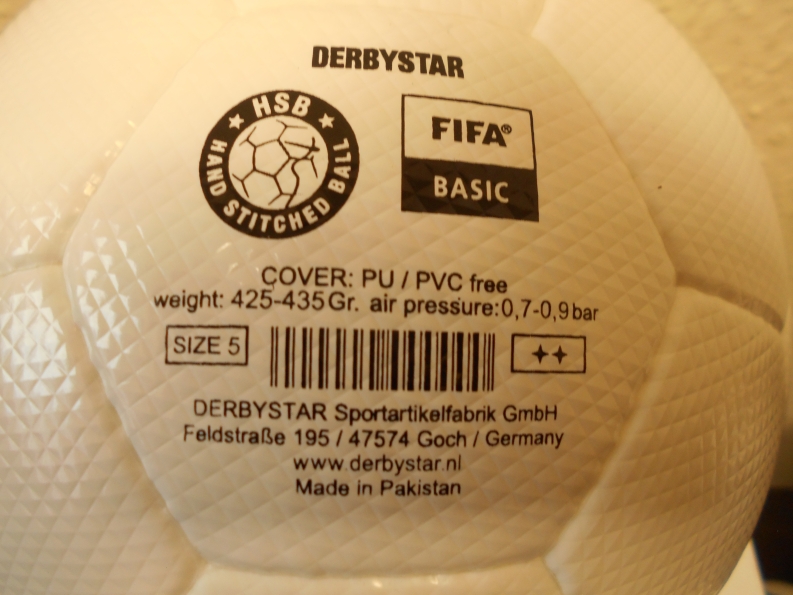 DERBYSTAR
HSB
HAND STITCHED BALL
FIFA®
BASIC
COVER: PU / PVC free
weight: 425-435Gr. air pressure:0,7-0,9bar
SIZE 5
DERBYSTAR Sportartikelfabrik GmbH
Feldstraße 195 / 47574 Goch / Germany
www.derbystar.nl
Made in Pakistan